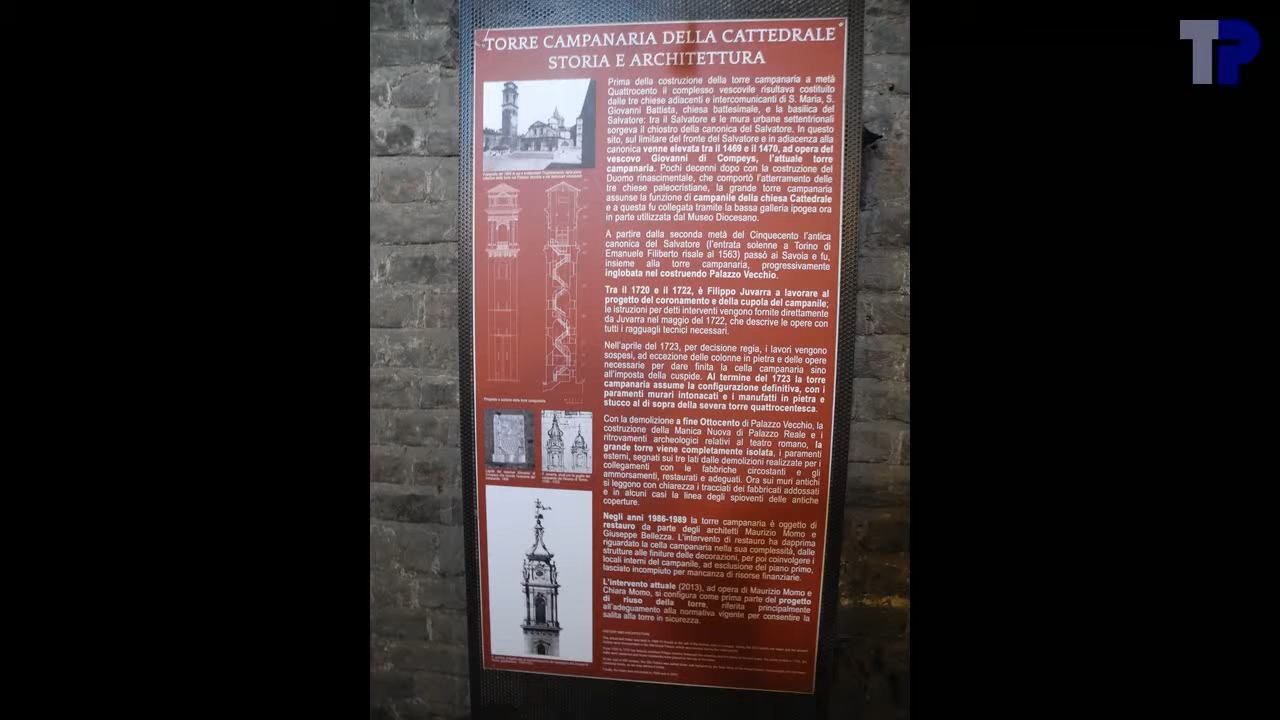 TP
TORRE CAMPANARIA DELLA CATTEDRALE
STORIA E ARCHITETTURA
Prima della costruzione della torre campanaria a metà
Quattrocento il complesso vescovile risultava costituito
dalle tre chiese adiacenti e intercomunicanti di S. Maria, S.
Giovanni Battista, chiesa battesimale, e la basilica del
Salvatore: tra il Salvatore e le mura urbane settentrionali
sorgeva il chiostro della canonica del Salvatore. In questo
sito, sul limitare del fronte del Salvatore e in adiacenza alla
canonica venne elevata tra il 1469 e il 1470, ad opera del
vescovo Giovanni di Compeys, l'attuale torre
campanaria. Pochi decenni dopo con la costruzione del
Duomo rinascimentale, che comportò l'atterramento delle
tre chiese paleocristiane, la grande torre campanaria
assunse la funzione di campanile della chiesa Cattedrale
e a questa fu collegata tramite la bassa galleria ipogea ora
in parte utilizzata dal Museo Diocesano.
A partire dalla seconda metà del Cinquecento l'antica
canonica del Salvatore (l'entrata solenne a Torino di
Emanuele Filiberto risale al 1563) passò ai Savoia e fu,
insieme alla torre campanaria, progressivamente
inglobata nel costruendo Palazzo Vecchio.
Tra il 1720 e il 1722, è Filippo Juvarra a lavorare al
progetto del coronamento e della cupola del campanile;
le istruzioni per detti interventi vengono fornite direttamente
da Juvarra nel maggio del 1722, che descrive le opere con
tutti i ragguagli tecnici necessari.
Nell'aprile del 1723, per decisione regia, i lavori vengono
sospesi, ad eccezione delle colonne in pietra e delle opere
necessarie per dare finita la cella campanaria sino
all'imposta della cuspide. Al termine del 1723 la torre
campanaria assume la configurazione definitiva, con i
paramenti murari intonacati e i manufatti in pietra e
stucco al di sopra della severa torre quattrocentesca.
Con la demolizione a fine Ottocento di Palazzo Vecchio, la
costruzione della Manica Nuova di Palazzo Reale e i
ritrovamenti archeologici relativi al teatro romano, la
grande torre viene completamente isolata, i paramenti
esterni, segnati sui tre lati dalle demolizioni realizzate per i
collegamenti con le fabbriche circostanti e gli
ammorsamenti, restaurati e adeguati. Ora sui muri antichi
si leggono con chiarezza i tracciati dei fabbricati addossati
e in alcuni casi la linea degli spioventi delle antiche
coperture.
Negli anni 1986-1989 la torre campanaria è oggetto di
restauro da parte degli architetti Maurizio Momo e
Giuseppe Bellezza. L'intervento di restauro ha dapprima
riguardato la cella campanaria nella sua complessità, dalle
strutture alle finiture delle decorazioni, per poi coinvolgere i
locali interni del campanile, ad esclusione del piano primo,
lasciato incompiuto per mancanza di risorse finanziarie.
L'intervento attuale (2013), ad opera di Maurizio Momo e
Chiara Momo, si configura come prima parte del progetto
di riuso della torre, riferita principalmente
all'adeguamento alla normativa vigente per consentire la
salita alla torre in sicurezza.